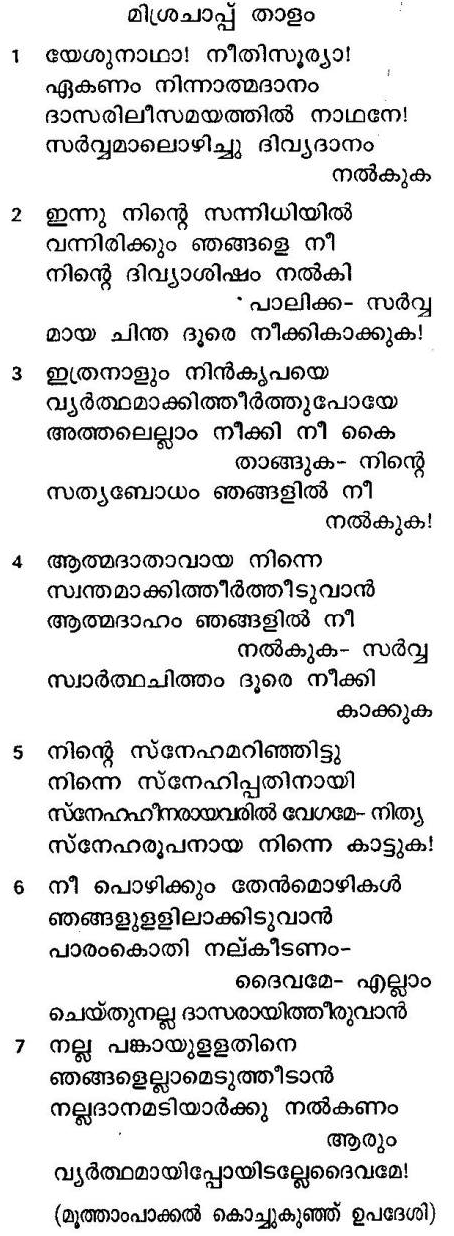 മിശ്രചാപ്പ് താളം
1 യേശുനാഥാ! നീതിസൂര്യാ!
ഏകണം നിന്നാത്മദാനം
ദാസരിലീസമയത്തിൽ നാഥനേ!
സർവ്വമാലൊഴിച്ചു ദിവ്യദാനം
നൽകുക
2 ഇന്നു നിന്റെ സന്നിധിയിൽ
വന്നിരിക്കും ഞങ്ങളെ നീ
നിന്റെ ദിവ്യാശിഷം നൽകി
പാലിക്ക- സർവ്വ
മായ ചിന്ത ദൂരെ നീക്കികാക്കുക!
3 ഇത്രനാളും നിൻകൃപയെ
വ്യർത്ഥമാക്കിത്തീർത്തുപോയേ
അത്തലെല്ലാം നീക്കി നീ കൈ
താങ്ങുക- നിന്റെ
സത്യബോധം ഞങ്ങളിൽ നീ
നൽകുക!
4 ആത്മദാതാവായ നിന്നെ
സ്വന്തമാക്കിത്തീർത്തീടുവാൻ
ആത്മദാഹം ഞങ്ങളിൽ നീ
നൽകുക- സർവ്വ
സ്വാർത്ഥചിത്തം ദൂരെ നീക്കി
കാക്കുക
5 നിന്റെ സ്നേഹമറിഞ്ഞിട്ടു
നിന്നെ സ്നേഹിപ്പതിനായി
സ്നേഹഹീനരായവരിൽ വേഗമേ- നിത്യ
സ്നേഹരൂപനായ നിന്നെ കാട്ടുക!
6 നീ പൊഴിക്കും തേൻമൊഴികൾ
ഞങ്ങളുളളിലാക്കിടുവാൻ
പാരംകൊതി നല്കീടണം-
ദൈവമേ- എല്ലാം
ചെയ്തുനല്ല ദാസരായിത്തീരുവാൻ
7 നല്ല പങ്കായുളളതിനെ
ഞങ്ങളെല്ലാമെടുത്തീടാൻ
നല്ലദാനമടിയാർക്കു നൽകണം
ആരും
വ്യർത്ഥമായിപ്പോയിടല്ലേദൈവമേ!
(മൂത്താംപാക്കൽ കൊച്ചുകുഞ്ഞ് ഉപദേശി)